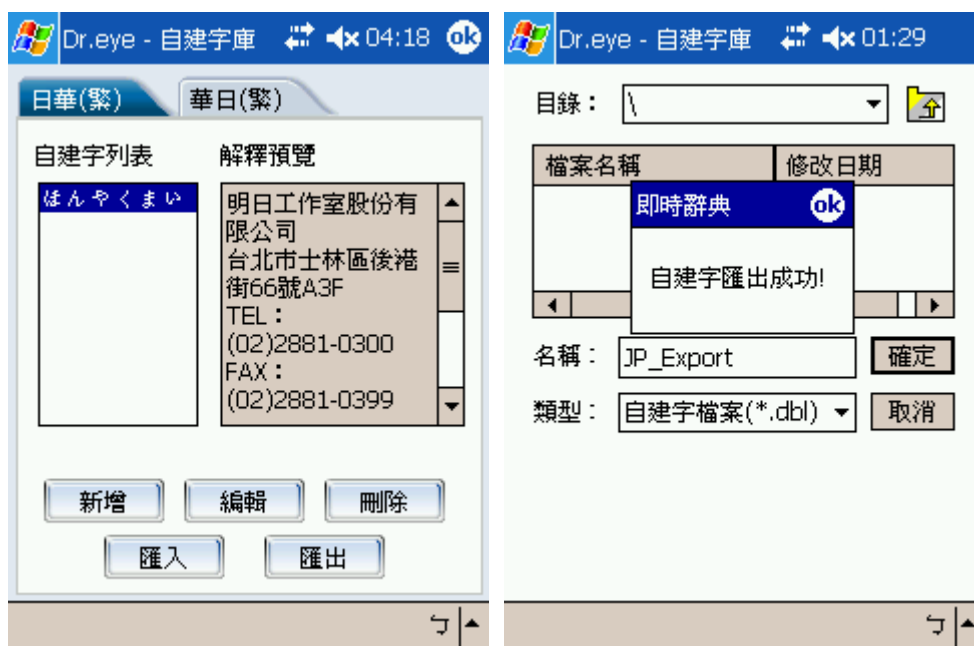 Dr.eye - 自建字庫 04:18 ok
日華(繁) 華日(繁)
自建字列表 解釋預覽
ほんやくまい
明日工作室股份有
限公司
台北市士林區後港
街66號A3F
TEL：
(02)2881-0300
FAX：
(02)2881-0399
新增 編輯 刪除
匯入 匯出
ㄅ
Dr.eye - 自建字庫 01:29
目錄： \
檔案名稱 修改日期
即時辭典 ok
自建字匯出成功!
名稱： JP_Export 確定
類型： 自建字檔案(*.dbl) 取消
ㄅ